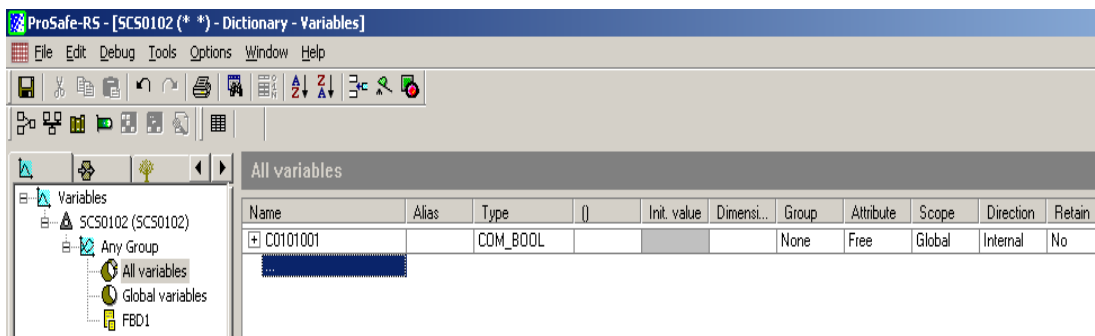 ProSafe-RS - [SCS0102 (* *) - Dictionary - Variables]
File Edit Debug Tools Options Window Help
All variables
Variables
SCS0102 (SCS0102)
Any Group
All variables
Global variables
FBD1
Name Alias Type () Init. value Dimensi... Group Attribute Scope Direction Retain
C0101001 COM_BOOL None Free Global Internal No
...